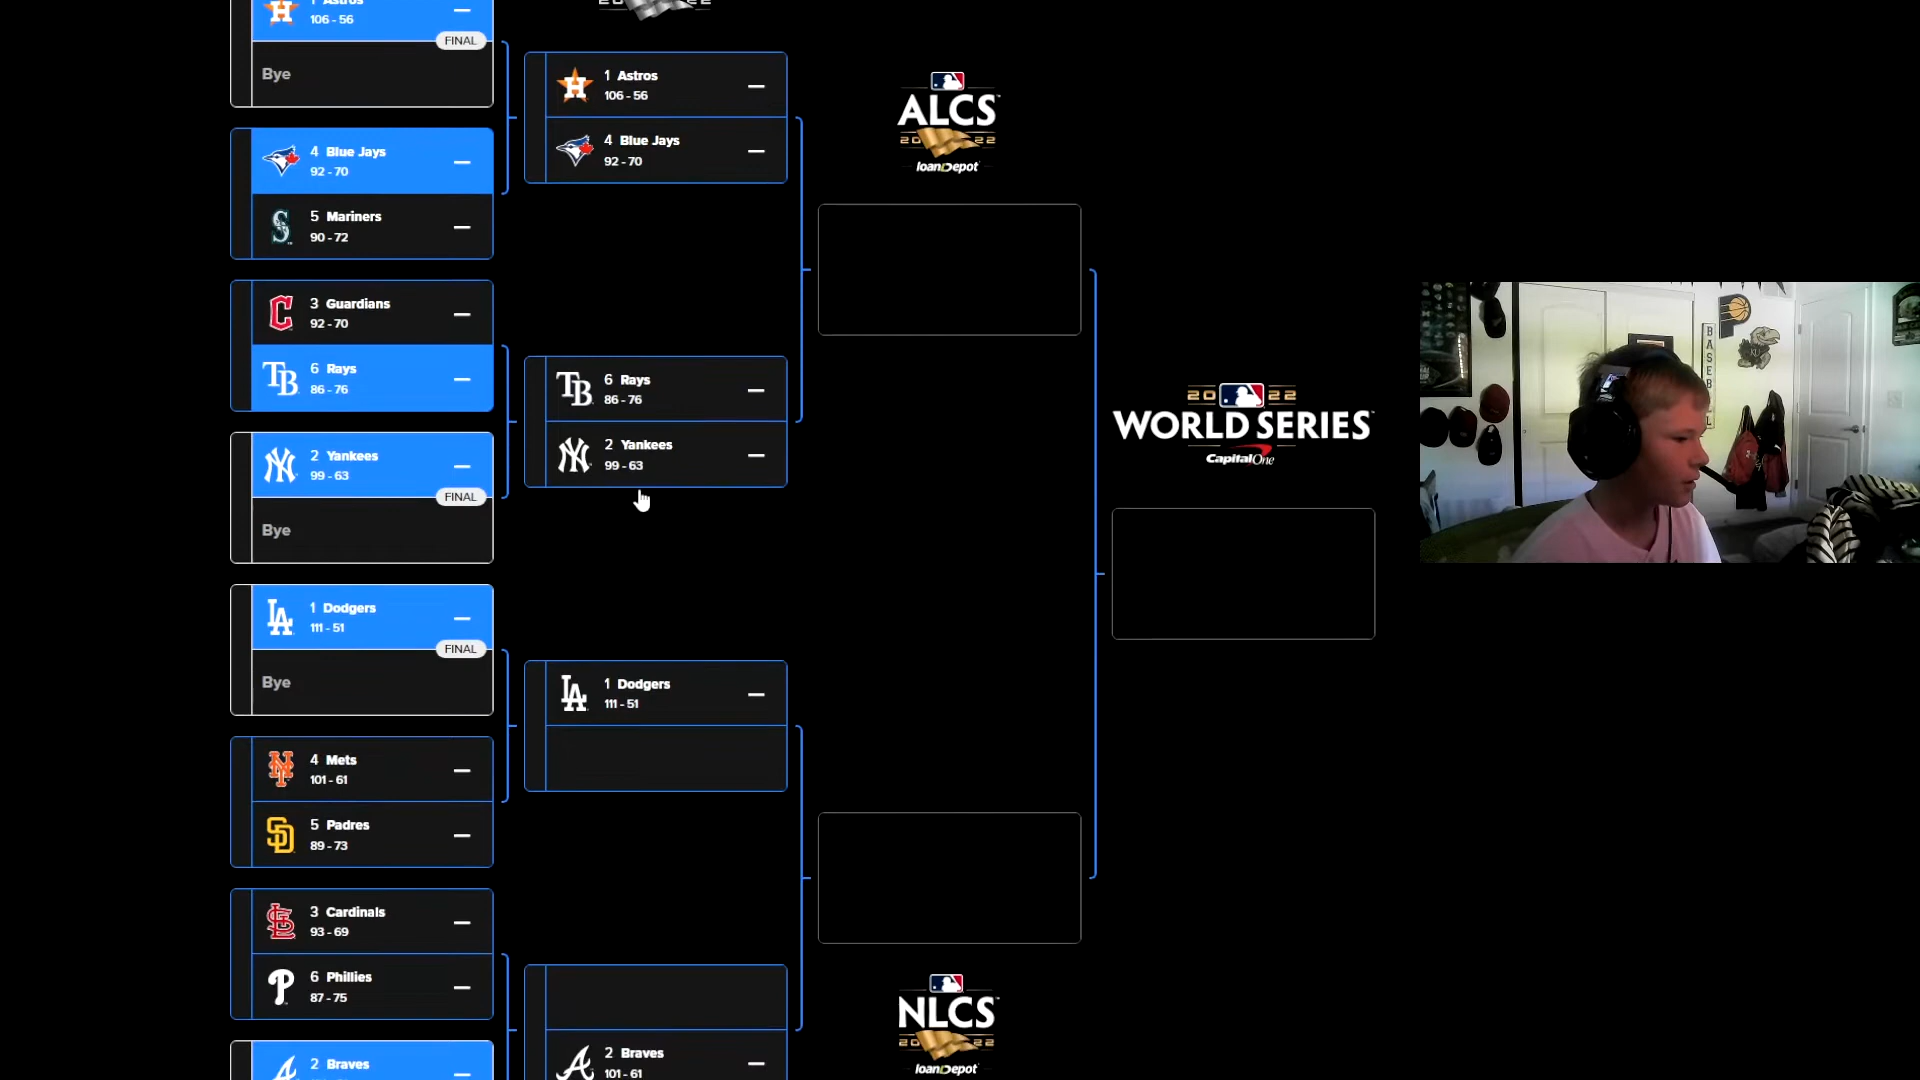 1 Astros
106 - 56
FINAL
Bye
4 Blue Jays
92 - 70
5 Mariners
90 - 72
3 Guardians
92 - 70
6 Rays
86 - 76
2 Yankees
99 - 63
FINAL
Bye
1 Dodgers
111 - 51
FINAL
Bye
4 Mets
101 - 61
5 Padres
89 - 73
3 Cardinals
93 - 69
6 Phillies
87 - 75
2 Braves
1 Astros
106 - 56
4 Blue Jays
92 - 70
6 Rays
86 - 76
2 Yankees
99 - 63
1 Dodgers
111 - 51
2 Braves
101 - 61
ALCS
2022
loanDepot
NLCS
2022
loanDepot
2022
WORLD SERIES
CapitalOne
BASEBALL